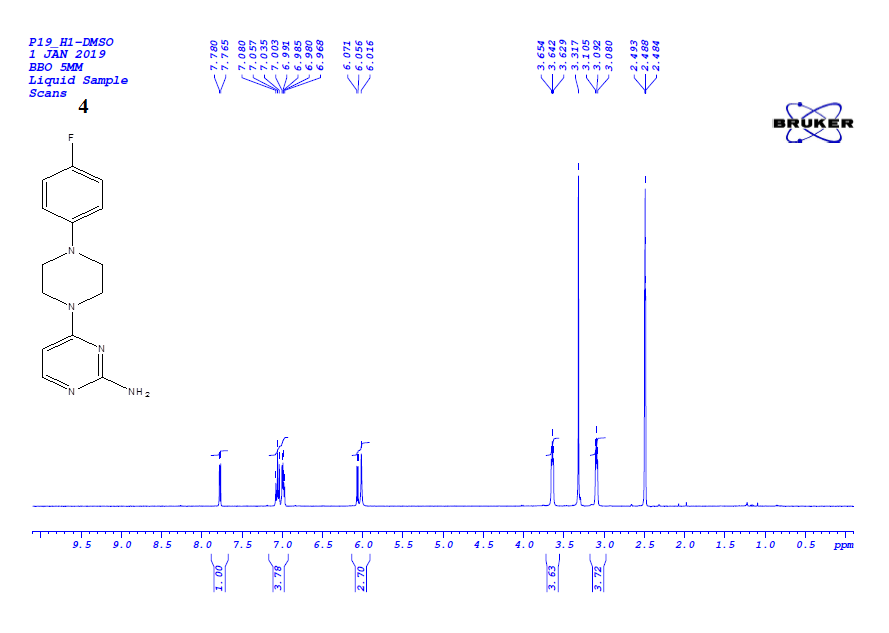 P19_H1-DMSO
1 JAN 2019
BBO 5MM
Liquid Sample
Scans
4
7.780
7.765
7.080
7.057
7.035
7.003
6.991
6.985
6.980
6.968
6.071
6.056
6.016
3.654
3.642
3.629
3.317
3.105
3.092
3.080
2.493
2.488
2.484
BRUKER
F
N
N
N
N
NH2
9.5 9.0 8.5 8.0 7.5 7.0 6.5 6.0 5.5 5.0 4.5 4.0 3.5 3.0 2.5 2.0 1.5 1.0 0.5 ppm
1.00
3.78
2.70
3.63
3.72